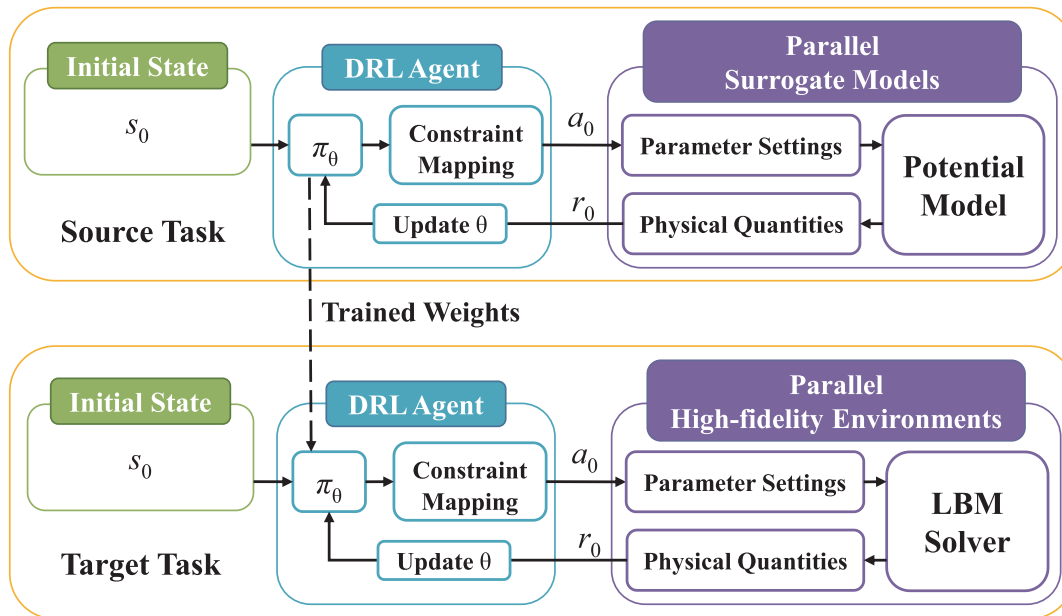 Initial State
s0
Source Task
DRL Agent
πθ
Constraint
Mapping
Update θ
a0
r0
Parallel
Surrogate Models
Parameter Settings
Physical Quantities
Potential
Model
Trained Weights
Initial State
s0
Target Task
DRL Agent
πθ
Constraint
Mapping
Update θ
a0
r0
Parallel
High-fidelity Environments
Parameter Settings
Physical Quantities
LBM
Solver